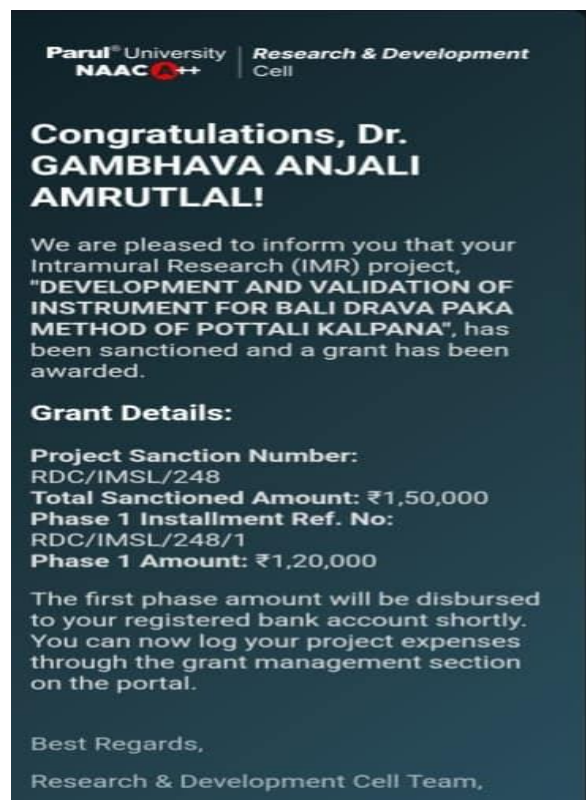 Parul® University
NAAC A++
Research & Development
Cell
Congratulations, Dr.
GAMBHAVA ANJALI
AMRUTLAL!
We are pleased to inform you that your
Intramural Research (IMR) project,
"DEVELOPMENT AND VALIDATION OF
INSTRUMENT FOR BALI DRAVA PAKA
METHOD OF POTTALI KALPANA", has
been sanctioned and a grant has been
awarded.
Grant Details:
Project Sanction Number:
RDC/IMSL/248
Total Sanctioned Amount: ₹1,50,000
Phase 1 Installment Ref. No:
RDC/IMSL/248/1
Phase 1 Amount: ₹1,20,000
The first phase amount will be disbursed
to your registered bank account shortly.
You can now log your project expenses
through the grant management section
on the portal.
Best Regards,
Research & Development Cell Team,